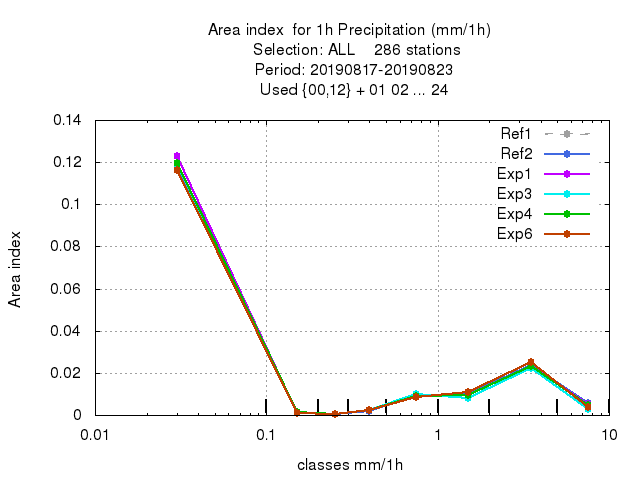 Area index  for 1h Precipitation (mm/1h)
Selection: ALL    286 stations
Period: 20190817-20190823
Used {00,12} + 01 02 ... 24
0.14
0.12
0.1
0.08
0.06
0.04
0.02
0
Area index
Ref1
Ref2
Exp1
Exp3
Exp4
Exp6
0.01
0.1
1
10
classes mm/1h